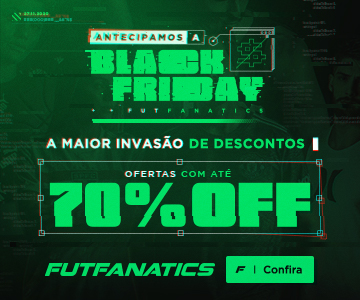 ANTECIPAMOS A
BLACK
FRIDAY
FUTFANATICS
A MAIOR INVASÃO DE DESCONTOS
OFERTAS COM ATÉ
70% OFF
FUTFANATICS
F | Confira